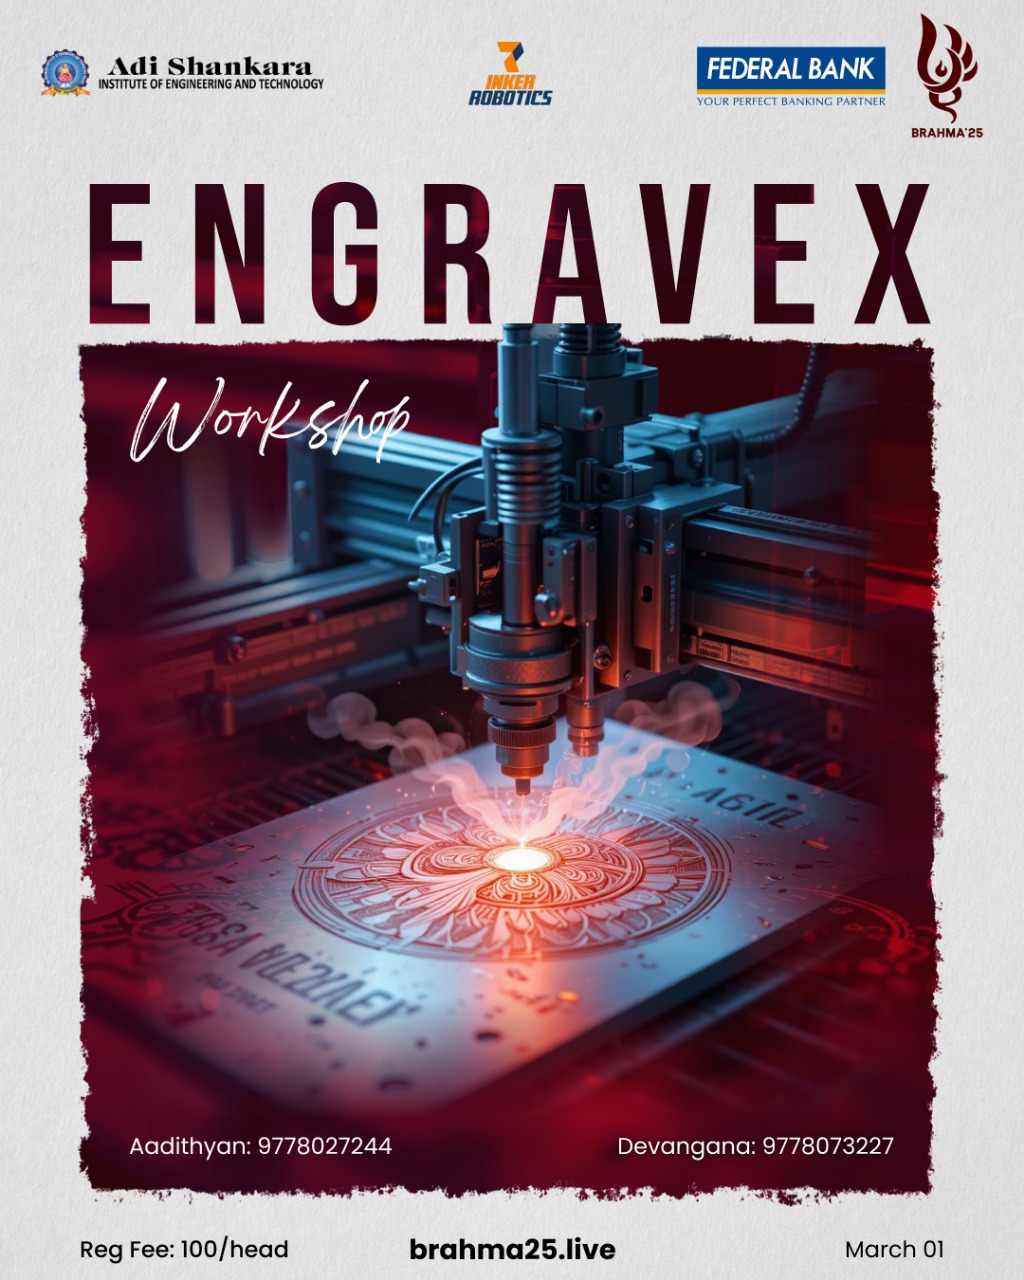 Adi Shankara
INSTITUTE OF ENGINEERING AND TECHNOLOGY
INKER
ROBOTICS
FEDERAL BANK
YOUR PERFECT BANKING PARTNER
BRAHMA'25
ENGRAVEX
Workshop
Aadithyan: 9778027244
Devangana: 9778073227
Reg Fee: 100/head
brahma25.live
March 01